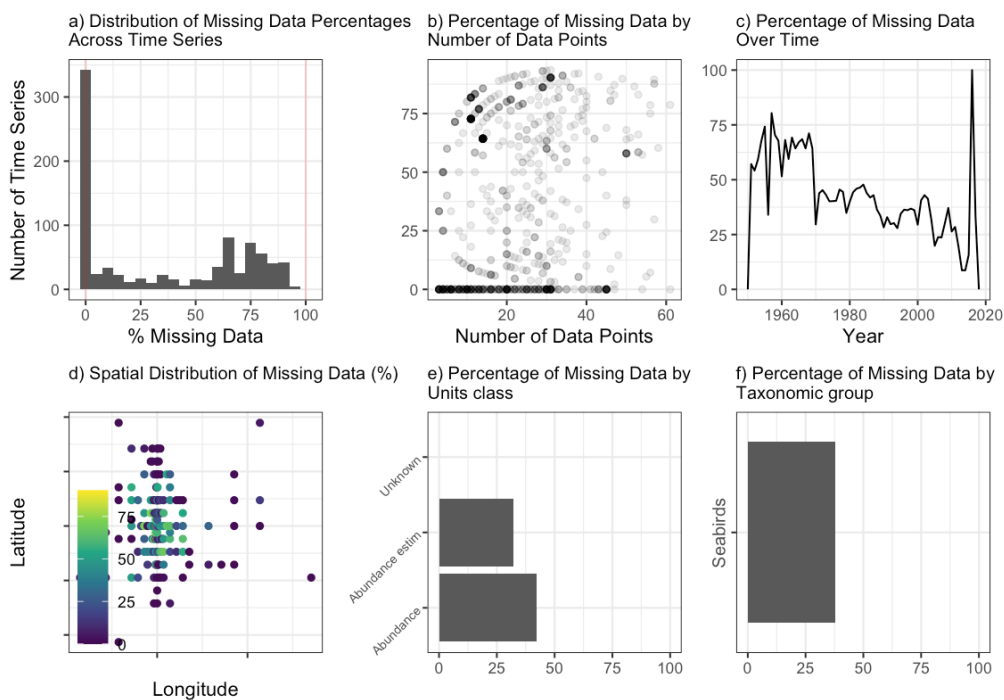 a) Distribution of Missing Data Percentages
Across Time Series
Number of Time Series
300
200
100
0
0
25
50
75
100
% Missing Data
b) Percentage of Missing Data by
Number of Data Points
75
50
25
0
20
40
60
Number of Data Points
c) Percentage of Missing Data
Over Time
100
75
50
25
0
1960
1980
2000
2020
Year
d) Spatial Distribution of Missing Data (%)
Latitude
75
50
25
0
Longitude
e) Percentage of Missing Data by
Units class
Unknown
Abundance estim
Abundance
0
25
50
75
100
f) Percentage of Missing Data by
Taxonomic group
Seabirds
0
25
50
75
100